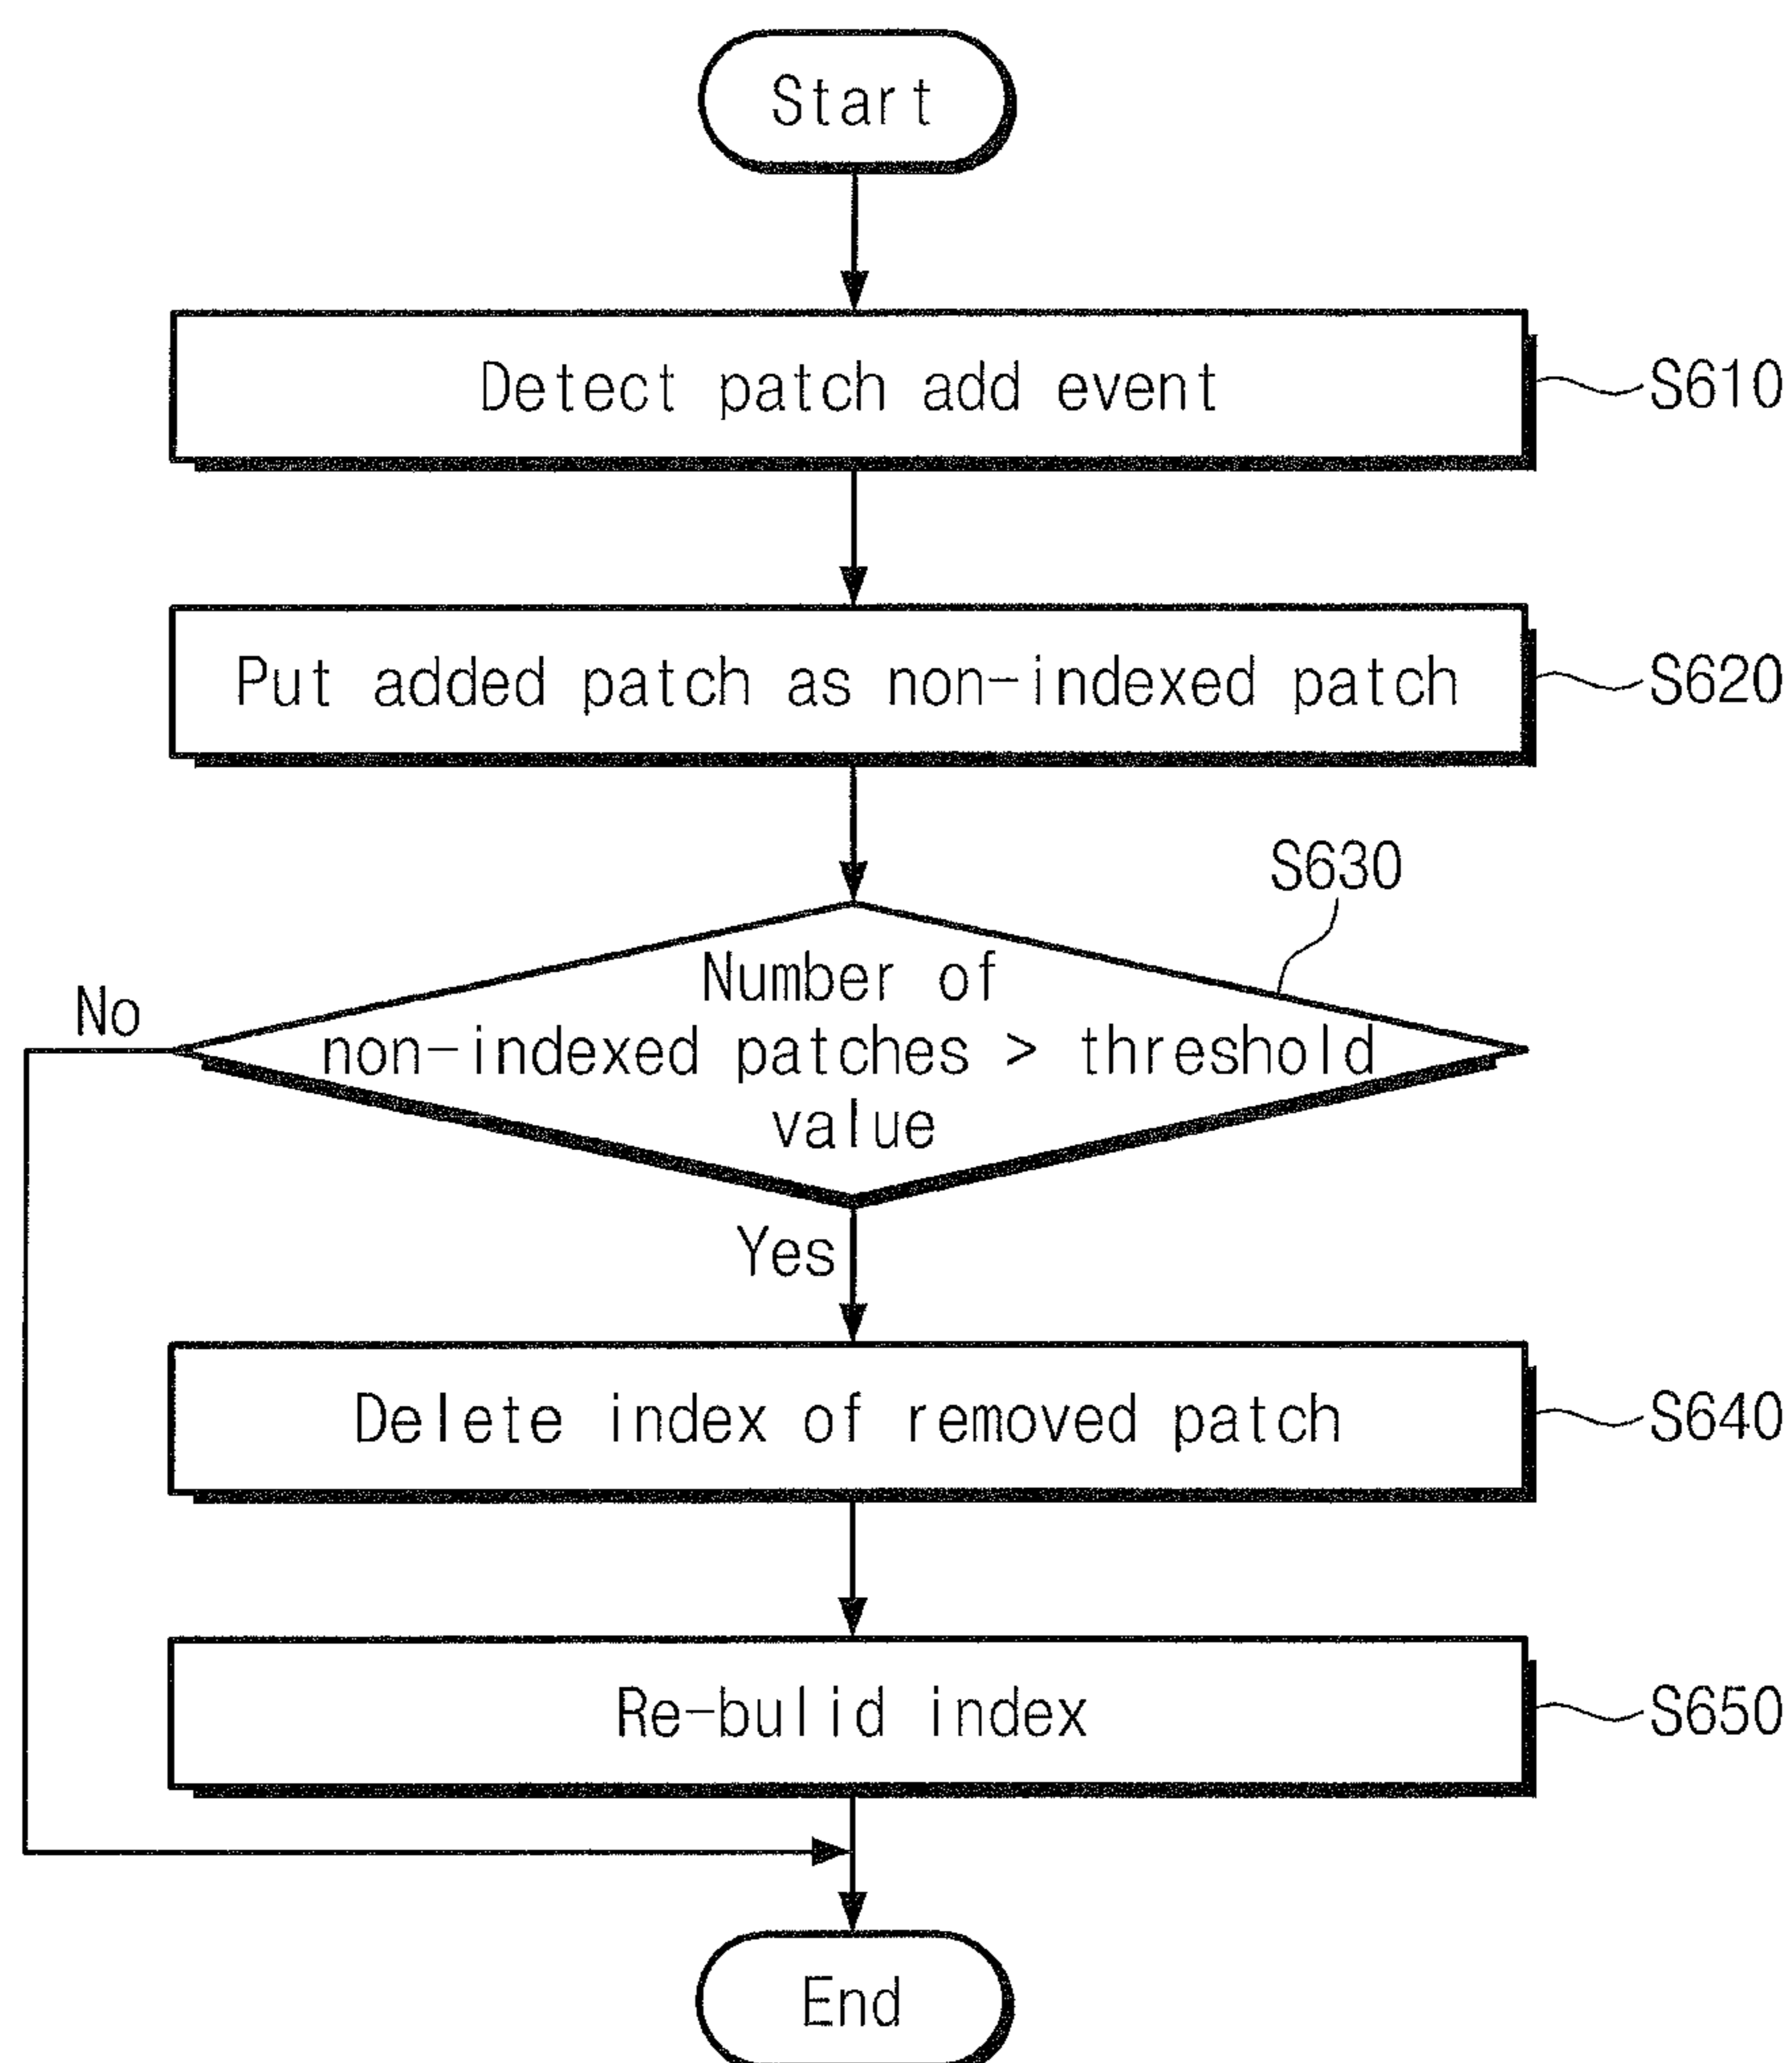 Start
Detect patch add event
S610
Put added patch as non-indexed patch
S620
S630
Number of
non-indexed patches > threshold
value
No
Yes
Delete index of removed patch
S640
Re-bulid index
S650
End